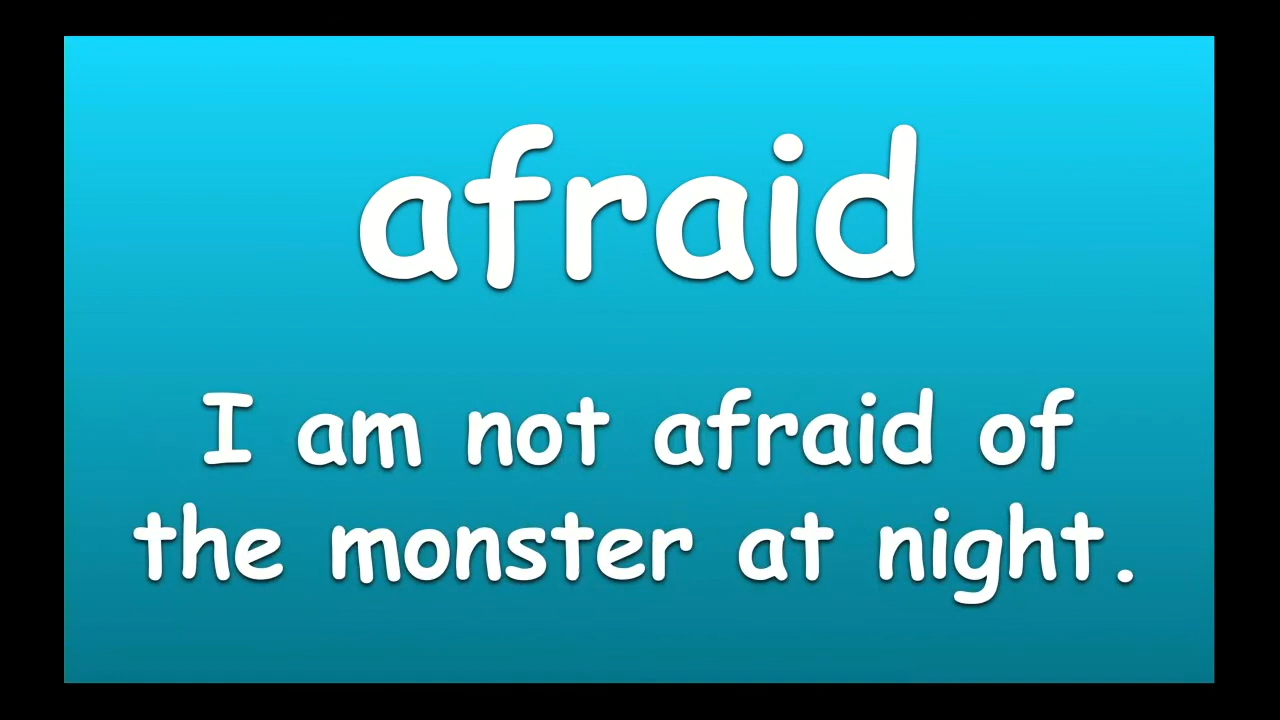 afraid
I am not afraid of
the monster at night.